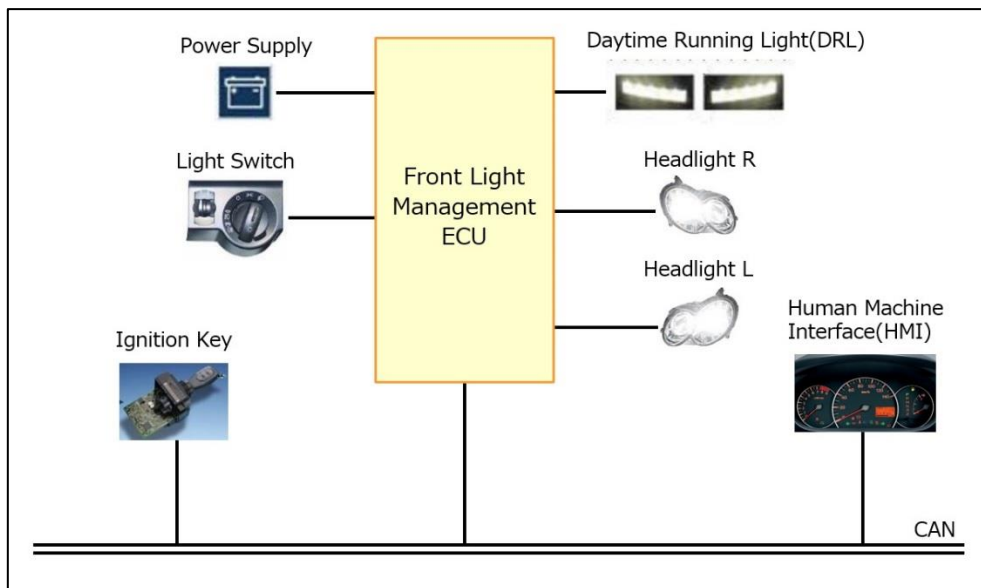 Power Supply
Daytime Running Light(DRL)
Light Switch
Front Light
Management
ECU
Headlight R
Headlight L
Ignition Key
Human Machine
Interface(HMI)
CAN